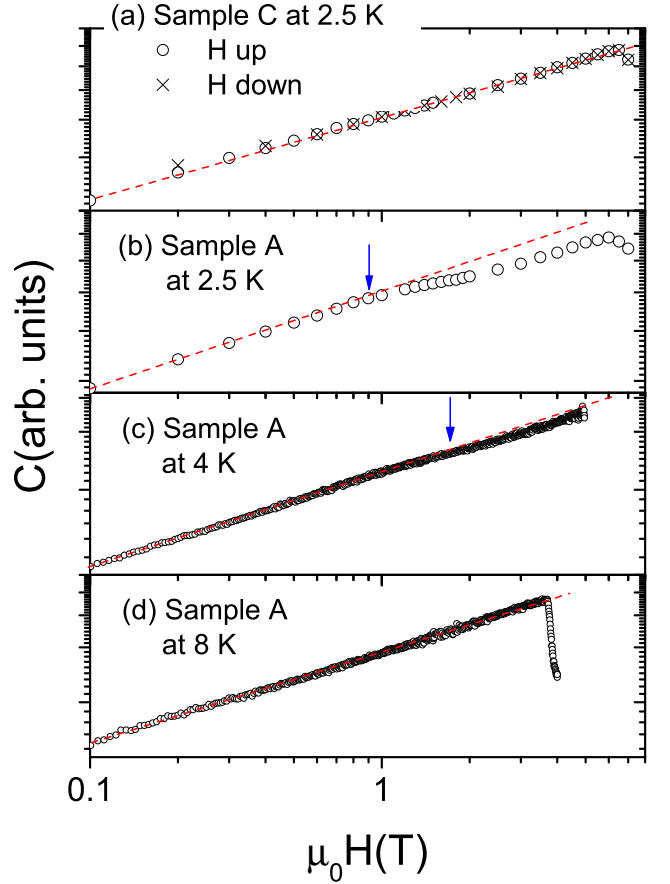 (a) Sample C at 2.5 K
H up
H down
(b) Sample A
at 2.5 K
(c) Sample A
at 4 K
(d) Sample A
at 8 K
C(arb. units)
0.1
1
μ₀H(T)